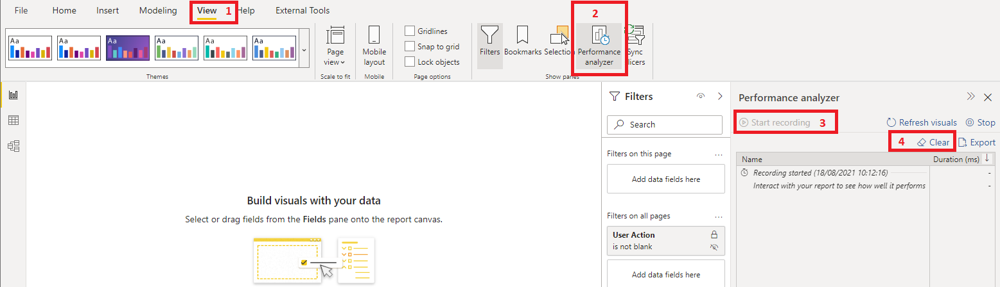 File Home Insert Modeling View 1 Help External Tools
2
Aa Aa Aa Aa Aa Aa
Page view
Mobile layout
Gridlines
Snap to grid
Lock objects
Filters
Bookmarks
Selection
Performance analyzer
Sync slicers
Themes Scale to fit Mobile Page options Show panes
Build visuals with your data
Select or drag fields from the Fields pane onto the report canvas.
Filters
Search
Filters on this page ...
Add data fields here
Filters on all pages ...
User Action
is not blank
Add data fields here
Performance analyzer
Start recording 3 Refresh visuals Stop
4 Clear Export
Name Duration (ms)
Recording started (18/08/2021 10:12:16) -
Interact with your report to see how well it performs -